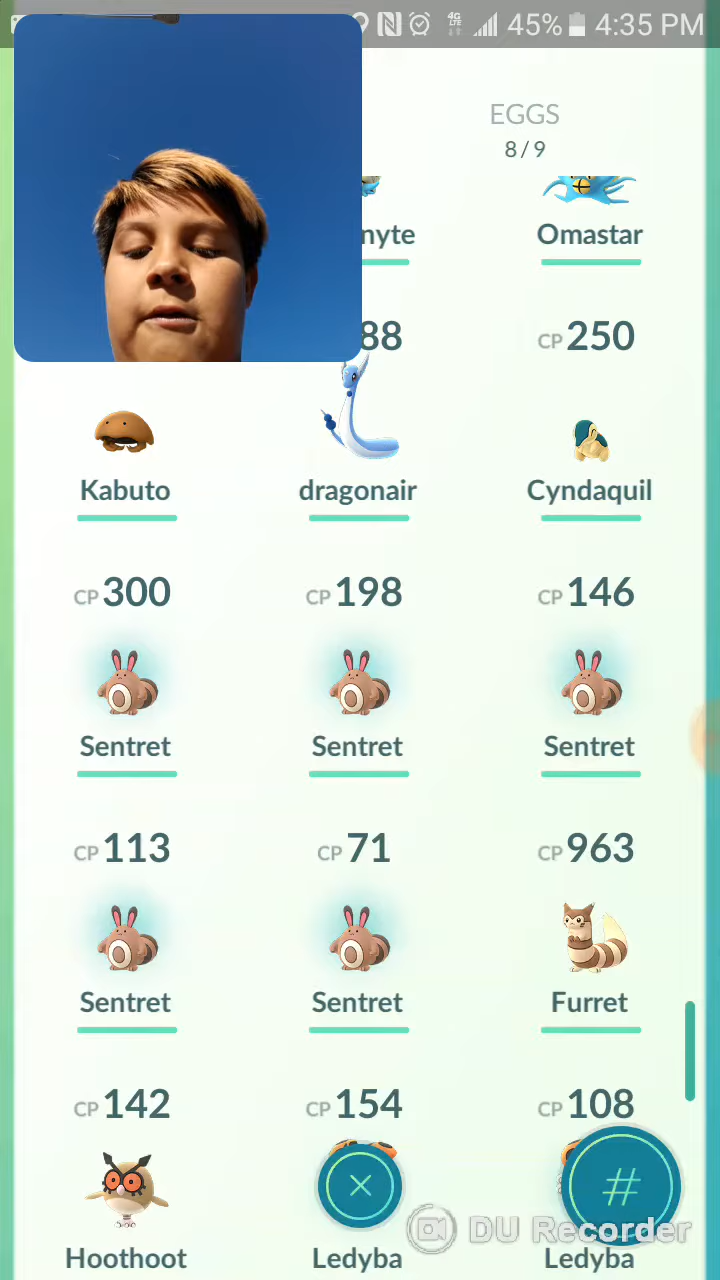 4G LTE 45% 4:35 PM
EGGS
8/9
nyte Omastar
88 CP 250
Kabuto dragonair Cyndaquil
CP 300 CP 198 CP 146
Sentret Sentret Sentret
CP 113 CP 71 CP 963
Sentret Sentret Furret
CP 142 CP 154 CP 108
Hoothoot Ledyba Ledyba
#
DU Recorder